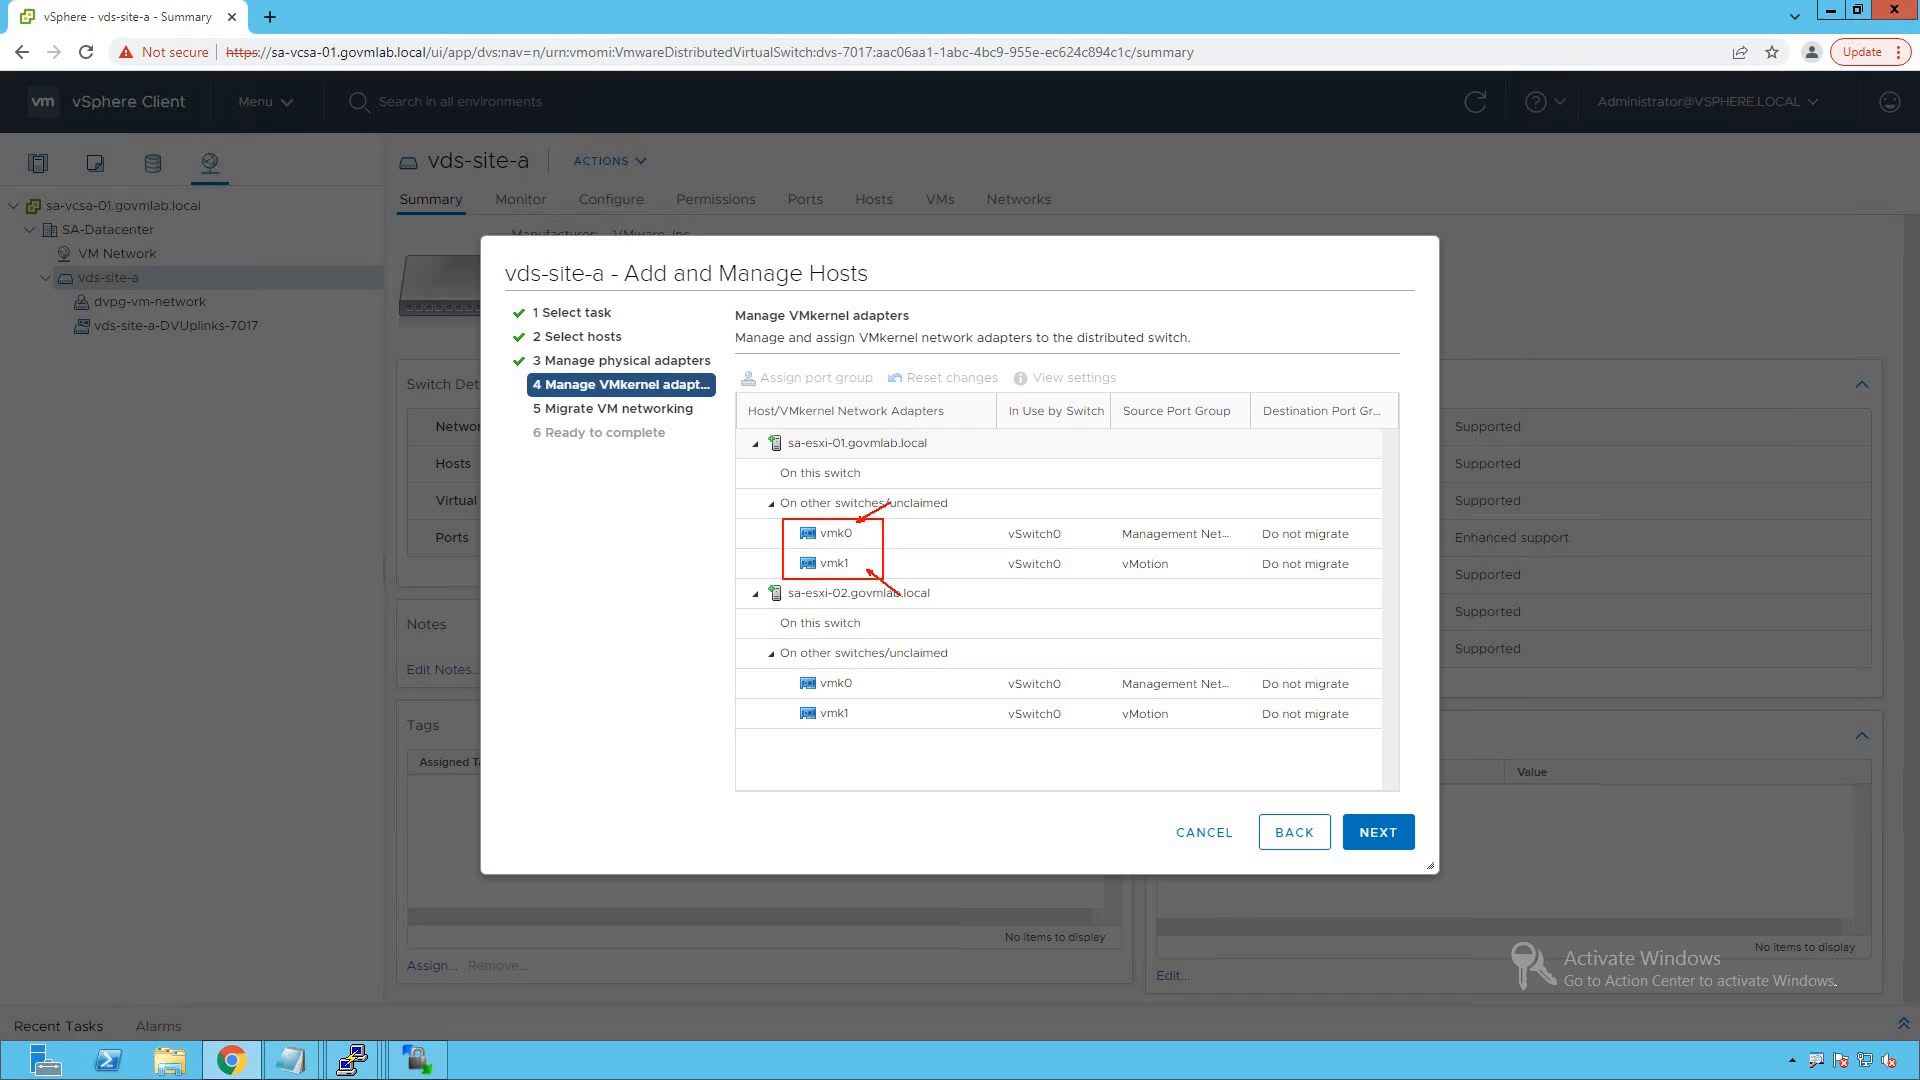 vSphere - vds-site-a - Summary
Not secure
https://sa-vcsa-01.govmlab.local/ui/app/dvs;nav=n/urn:vmomi:VmwareDistributedVirtualSwitch:dvs-7017:aac06aa1-1abc-4bc9-955e-ec624c894c1c/summary
Update
vm vSphere Client
Menu
Search in all environments
Administrator@VSPHERE.LOCAL
vds-site-a
ACTIONS
Summary Monitor Configure Permissions Ports Hosts VMs Networks
sa-vcsa-01.govmlab.local
SA-Datacenter
VM Network
vds-site-a
dvpg-vm-network
vds-site-a-DVUplinks-7017
Manufacturer: VMware, Inc.
Switch Det
Networ
Hosts
Virtual
Ports
Notes
Edit Notes...
Tags
Assigned T
No items to display
Assign... Remove...
vds-site-a - Add and Manage Hosts
1 Select task
2 Select hosts
3 Manage physical adapters
4 Manage VMkernel adapt...
5 Migrate VM networking
6 Ready to complete
Manage VMkernel adapters
Manage and assign VMkernel network adapters to the distributed switch.
Assign port group Reset changes View settings
Host/VMkernel Network Adapters In Use by Switch Source Port Group Destination Port Gr...
sa-esxi-01.govmlab.local
On this switch
On other switches/unclaimed
vmk0 vSwitch0 Management Net... Do not migrate
vmk1 vSwitch0 vMotion Do not migrate
sa-esxi-02.govmlab.local
On this switch
On other switches/unclaimed
vmk0 vSwitch0 Management Net... Do not migrate
vmk1 vSwitch0 vMotion Do not migrate
CANCEL BACK NEXT
Supported
Supported
Supported
Enhanced support
Supported
Supported
Supported
Value
No items to display
Edit...
Activate Windows
Go to Action Center to activate Windows.
Recent Tasks Alarms